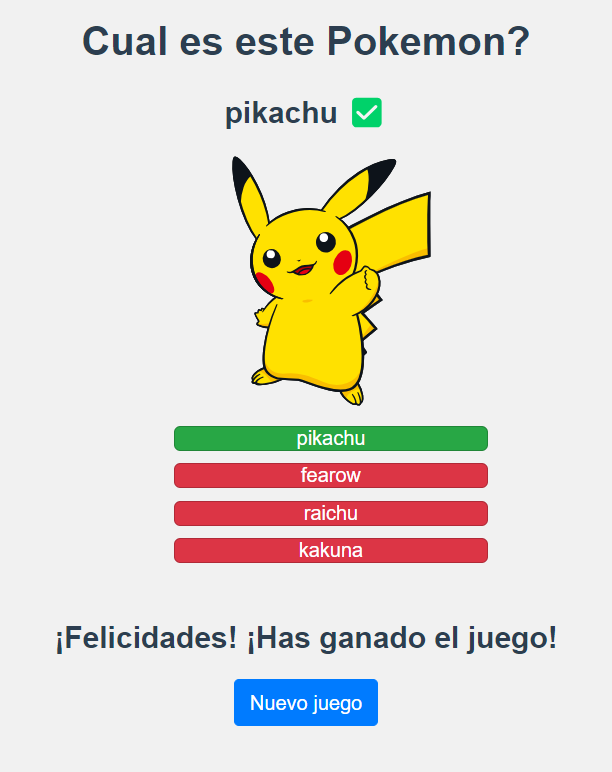 Cual es este Pokemon?
pikachu ✅
pikachu
fearow
raichu
kakuna
¡Felicidades! ¡Has ganado el juego!
Nuevo juego